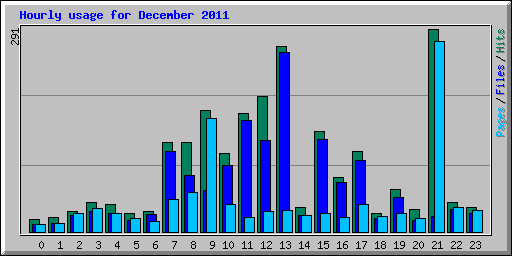 Hourly usage for December 2011
291
Pages / Files / Hits
0 1 2 3 4 5 6 7 8 9 10 11 12 13 14 15 16 17 18 19 20 21 22 23